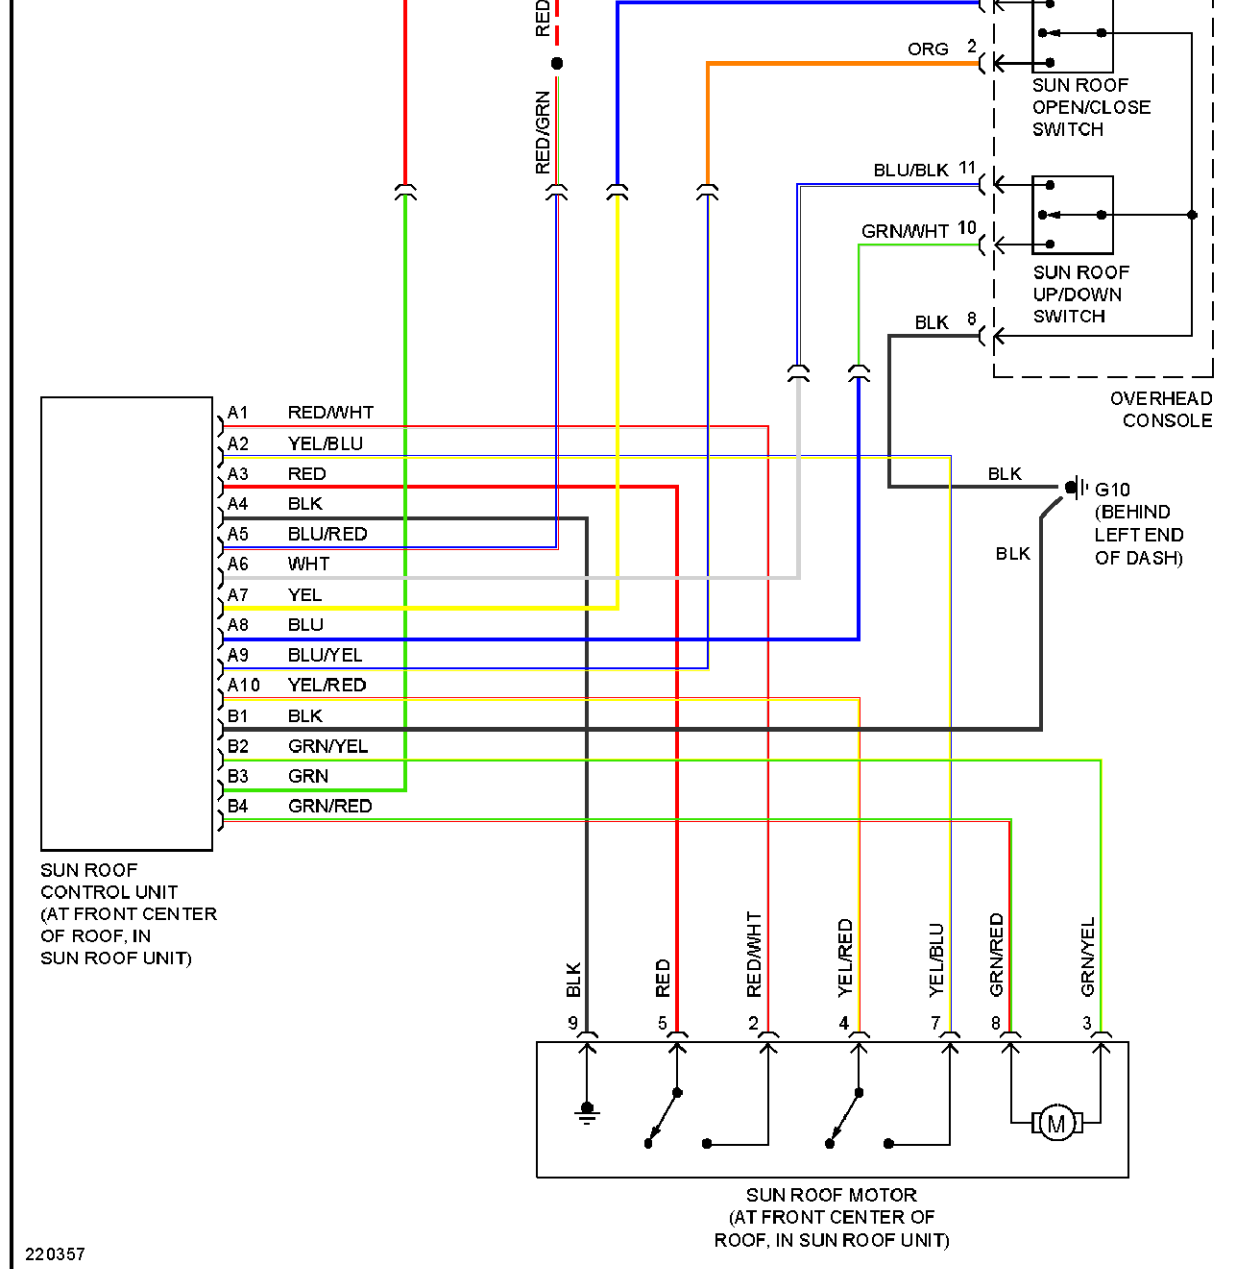 RED
RED/GRN
ORG 2
SUN ROOF
OPEN/CLOSE
SWITCH
BLU/BLK 11
GRN/WHT 10
SUN ROOF
UP/DOWN
SWITCH
BLK 8
OVERHEAD
CONSOLE
A1 RED/WHT
A2 YEL/BLU
A3 RED
A4 BLK
A5 BLU/RED
A6 WHT
A7 YEL
A8 BLU
A9 BLU/YEL
A10 YEL/RED
B1 BLK
B2 GRN/YEL
B3 GRN
B4 GRN/RED
BLK
G10
(BEHIND
LEFT END
OF DASH)
BLK
SUN ROOF
CONTROL UNIT
(AT FRONT CENTER
OF ROOF, IN
SUN ROOF UNIT)
BLK
RED
RED/WHT
YEL/RED
YEL/BLU
GRN/RED
GRN/YEL
9 5 2 4 7 8 3
M
SUN ROOF MOTOR
(AT FRONT CENTER OF
ROOF, IN SUN ROOF UNIT)
220357